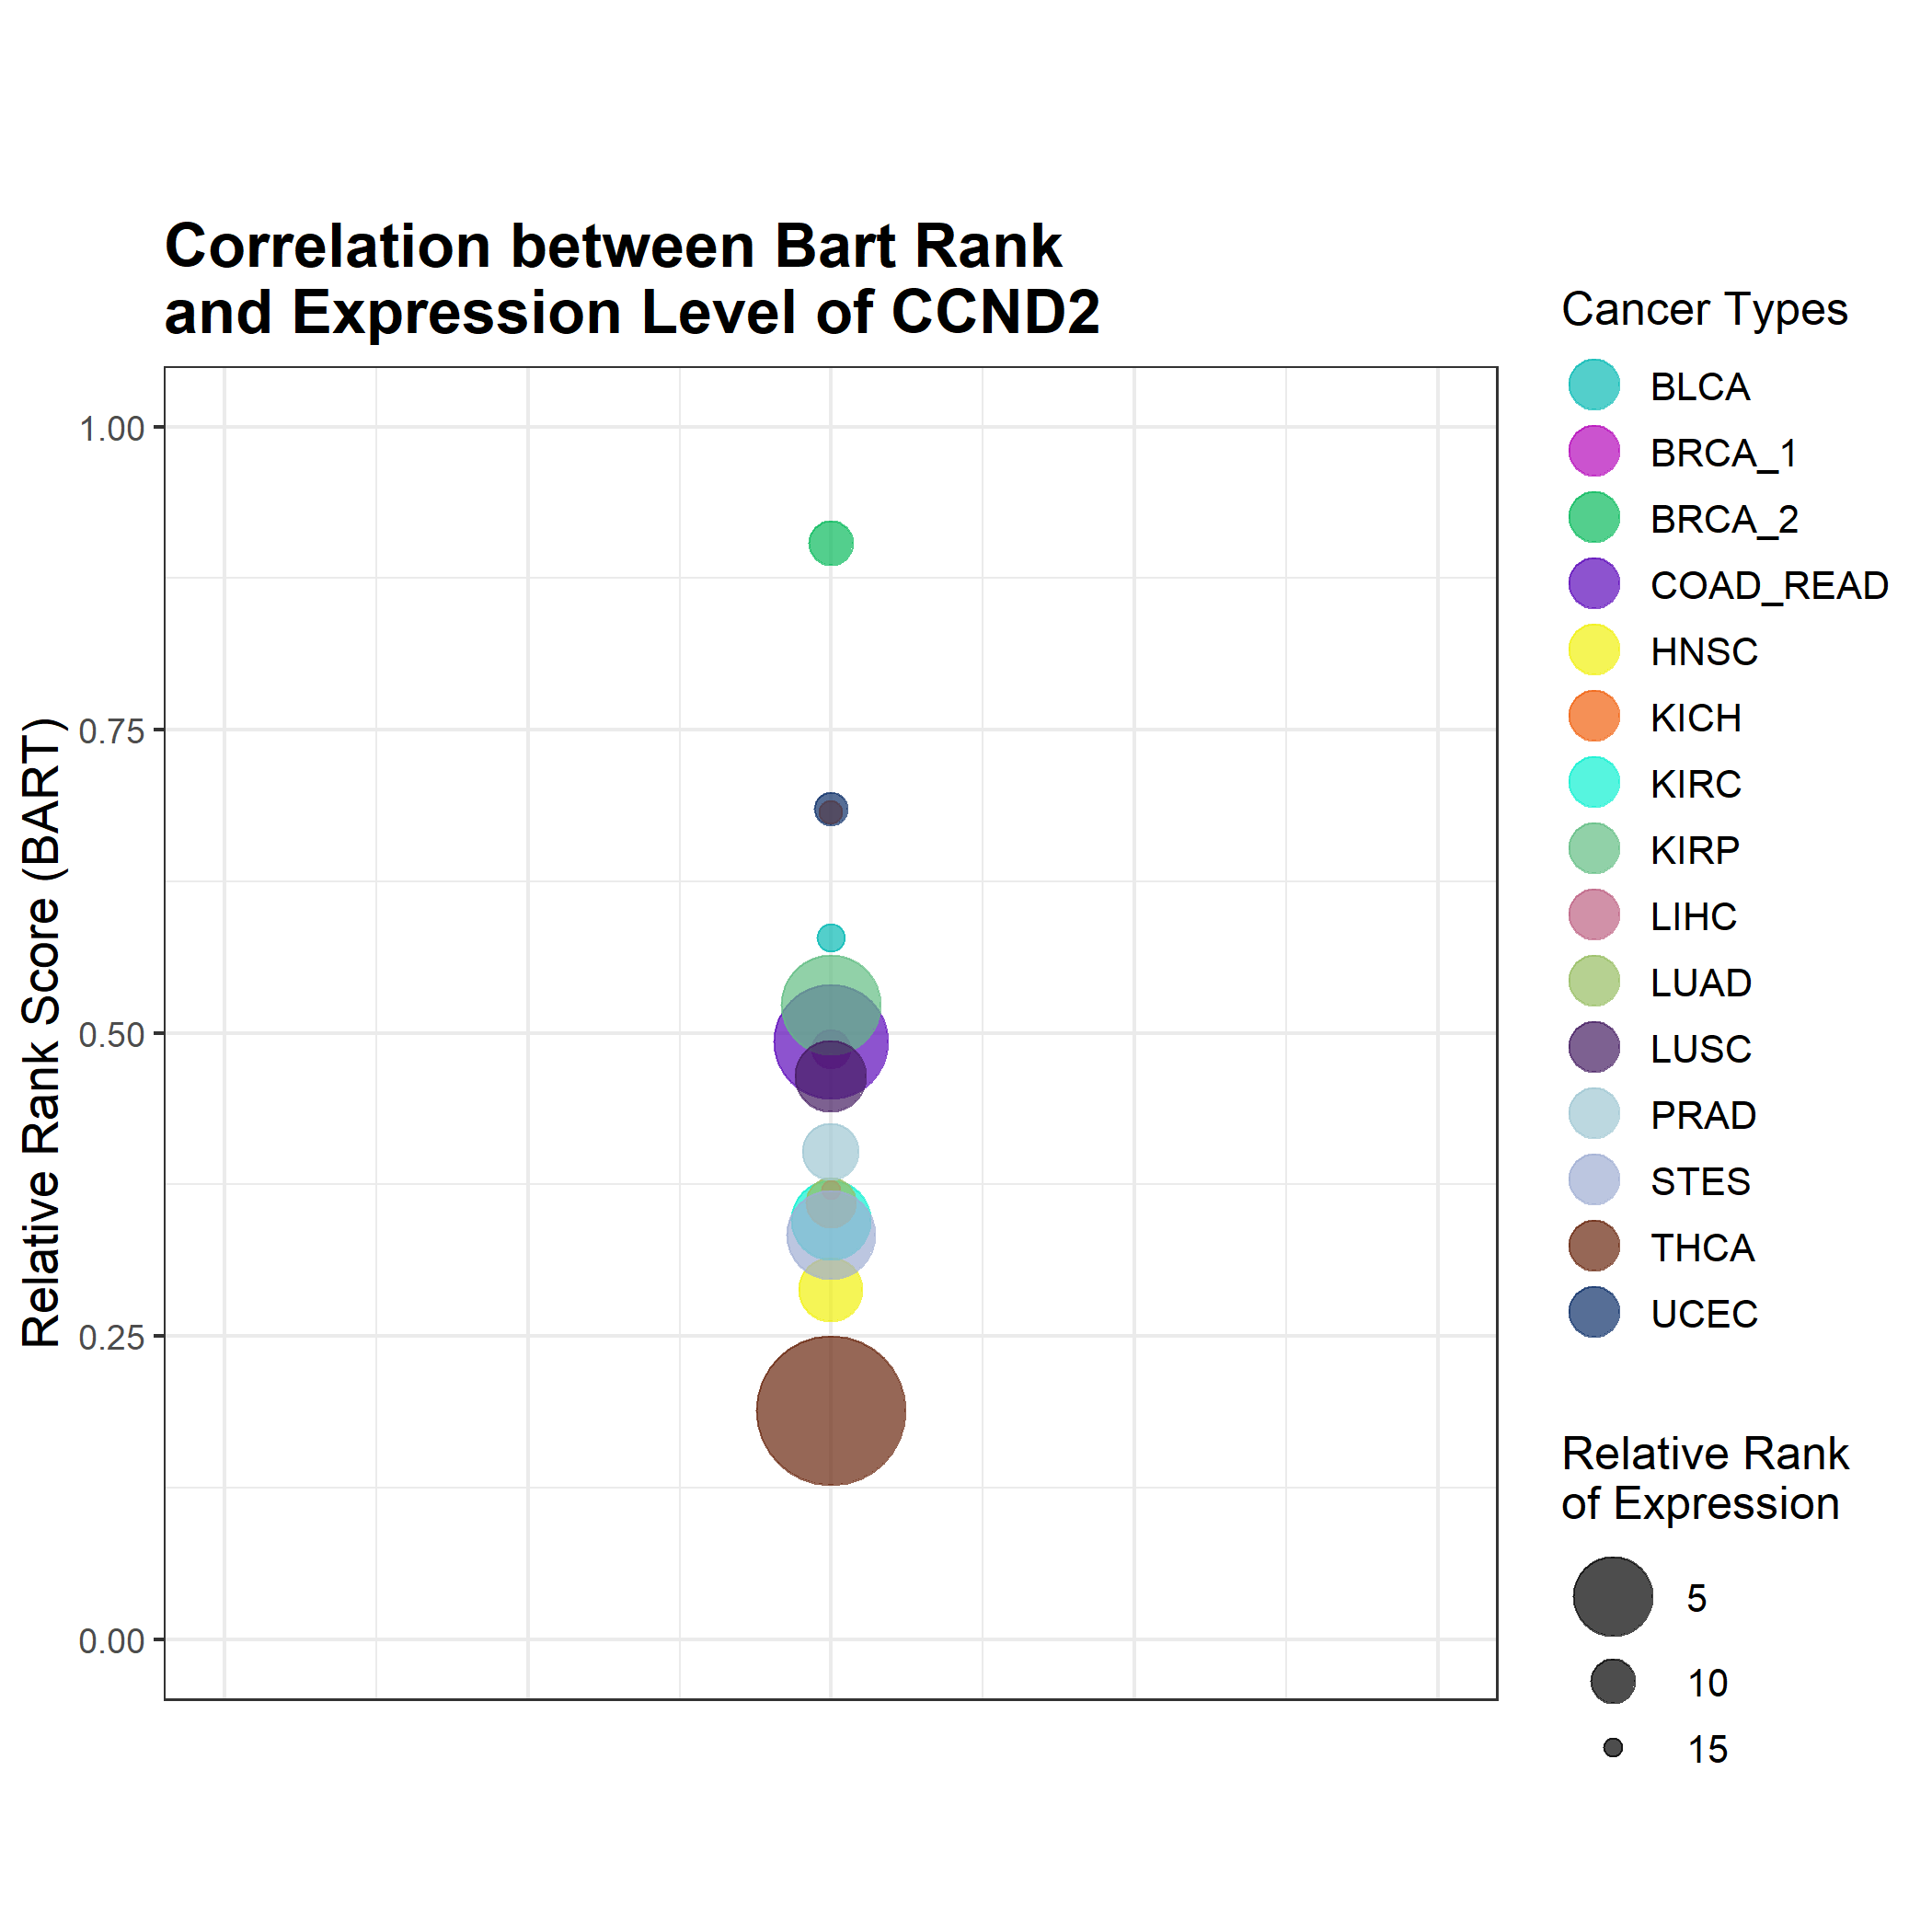 Correlation between Bart Rank
and Expression Level of CCND2
Relative Rank Score (BART)
1.00
0.75
0.50
0.25
0.00
Cancer Types
BLCA
BRCA_1
BRCA_2
COAD_READ
HNSC
KICH
KIRC
KIRP
LIHC
LUAD
LUSC
PRAD
STES
THCA
UCEC
Relative Rank
of Expression
5
10
15